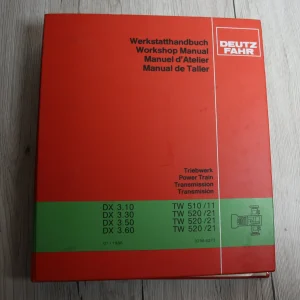 Werkstatthandbuch
Workshop Manual
Manuel d'Atelier
Manual de Taller
DEUTZ
FAHR
Triebwerk
Power Train
Transmission
Transmision
DX 3.10 TW 510/11
DX 3.30 TW 520/21
DX 3.50 TW 520/21
DX 3.60 TW 520/21